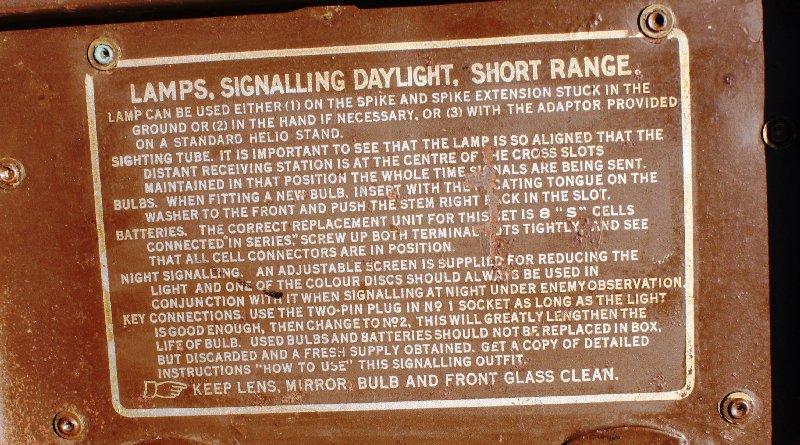 LAMPS, SIGNALLING DAYLIGHT, SHORT RANGE.
LAMP CAN BE USED EITHER (1) ON THE SPIKE AND SPIKE EXTENSION STUCK IN THE
GROUND OR (2) IN THE HAND IF NECESSARY, OR (3) WITH THE ADAPTOR PROVIDED
ON A STANDARD HELIO STAND.
SIGHTING TUBE. IT IS IMPORTANT TO SEE THAT THE LAMP IS SO ALIGNED THAT THE
DISTANT RECEIVING STATION IS AT THE CENTRE OF THE CROSS SLOTS
MAINTAINED IN THAT POSITION THE WHOLE TIME SIGNALS ARE BEING SENT.
BULBS. WHEN FITTING A NEW BULB, INSERT WITH THE LOCATING TONGUE ON THE
WASHER TO THE FRONT AND PUSH THE STEM RIGHT BACK IN THE SLOT.
BATTERIES. THE CORRECT REPLACEMENT UNIT FOR THIS SET IS 8 "S" CELLS
CONNECTED IN SERIES. SCREW UP BOTH TERMINAL NUTS TIGHTLY, AND SEE
THAT ALL CELL CONNECTORS ARE IN POSITION.
NIGHT SIGNALLING. AN ADJUSTABLE SCREEN IS SUPPLIED FOR REDUCING THE
LIGHT AND ONE OF THE COLOUR DISCS SHOULD ALWAYS BE USED IN
CONJUNCTION WITH IT WHEN SIGNALLING AT NIGHT UNDER ENEMY OBSERVATION.
KEY CONNECTIONS. USE THE TWO-PIN PLUG IN Nº 1 SOCKET AS LONG AS THE LIGHT
IS GOOD ENOUGH, THEN CHANGE TO Nº2. THIS WILL GREATLY LENGTHEN THE
LIFE OF BULB. USED BULBS AND BATTERIES SHOULD NOT BE REPLACED IN BOX,
BUT DISCARDED AND A FRESH SUPPLY OBTAINED. GET A COPY OF DETAILED
INSTRUCTIONS "HOW TO USE" THIS SIGNALLING OUTFIT.
KEEP LENS, MIRROR, BULB AND FRONT GLASS CLEAN.